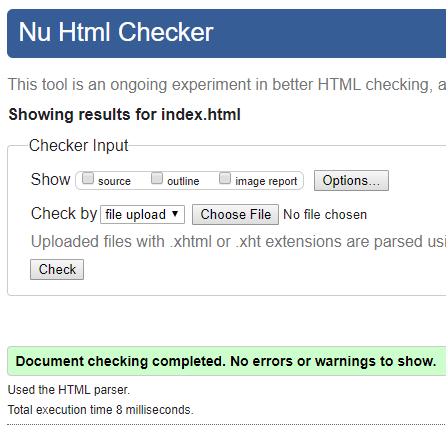 Nu Html Checker
This tool is an ongoing experiment in better HTML checking, a
Showing results for index.html
Checker Input
Show source outline image report Options...
Check by file upload Choose File No file chosen
Uploaded files with .xhtml or .xht extensions are parsed usi
Check
Document checking completed. No errors or warnings to show.
Used the HTML parser.
Total execution time 8 milliseconds.